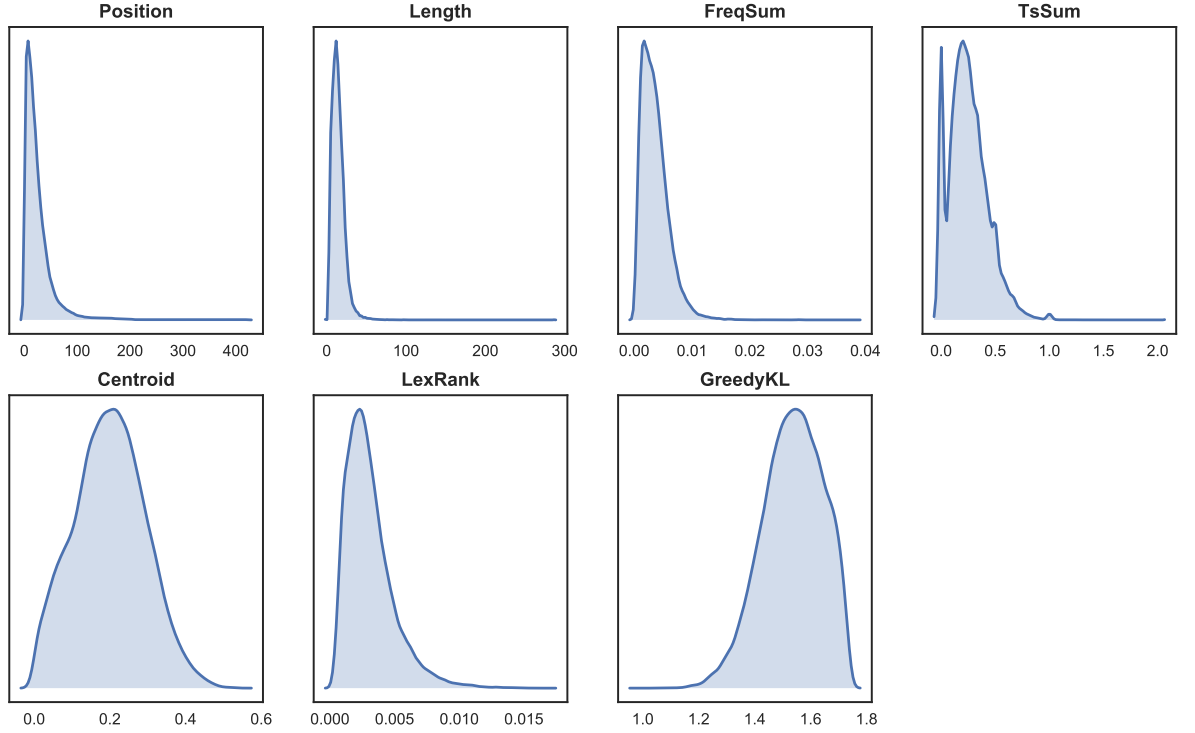 Position Length FreqSum TsSum
0 100 200 300 400 0 100 200 300 0.00 0.01 0.02 0.03 0.04 0.0 0.5 1.0 1.5 2.0
Centroid LexRank GreedyKL
0.0 0.2 0.4 0.6 0.000 0.005 0.010 0.015 1.0 1.2 1.4 1.6 1.8